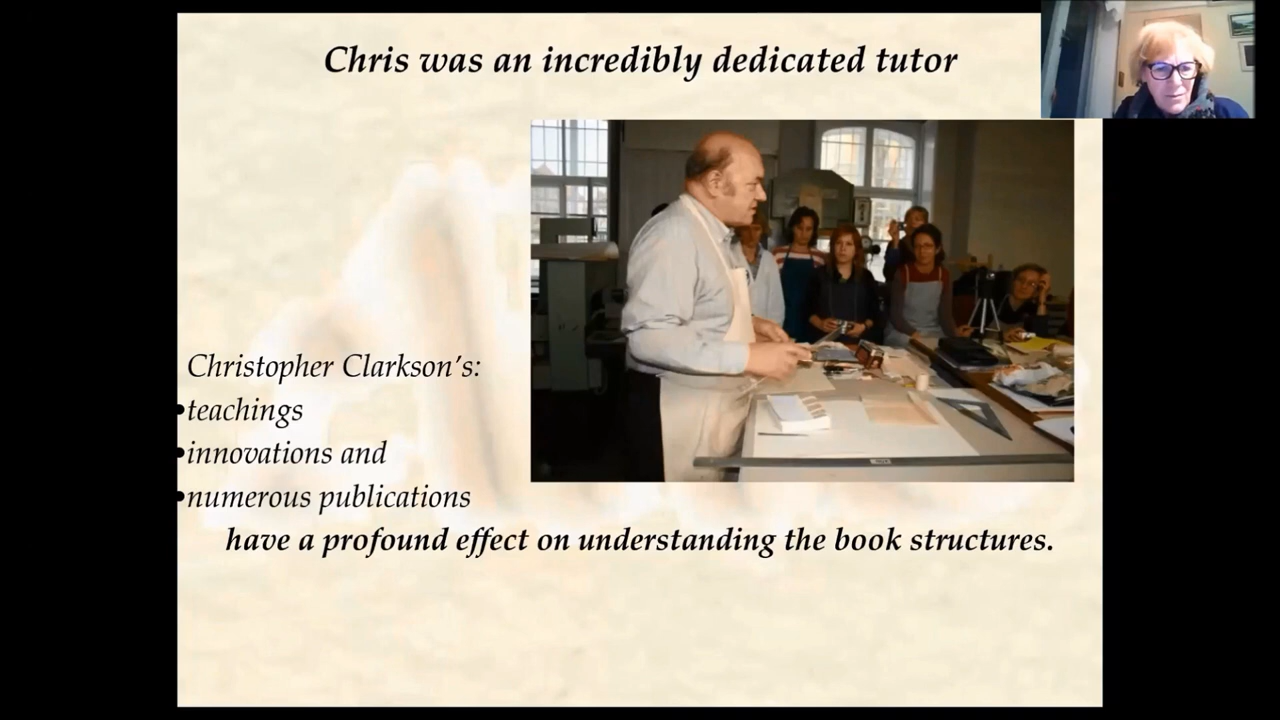 Chris was an incredibly dedicated tutor
Christopher Clarkson's:
•teachings
•innovations and
•numerous publications
have a profound effect on understanding the book structures.